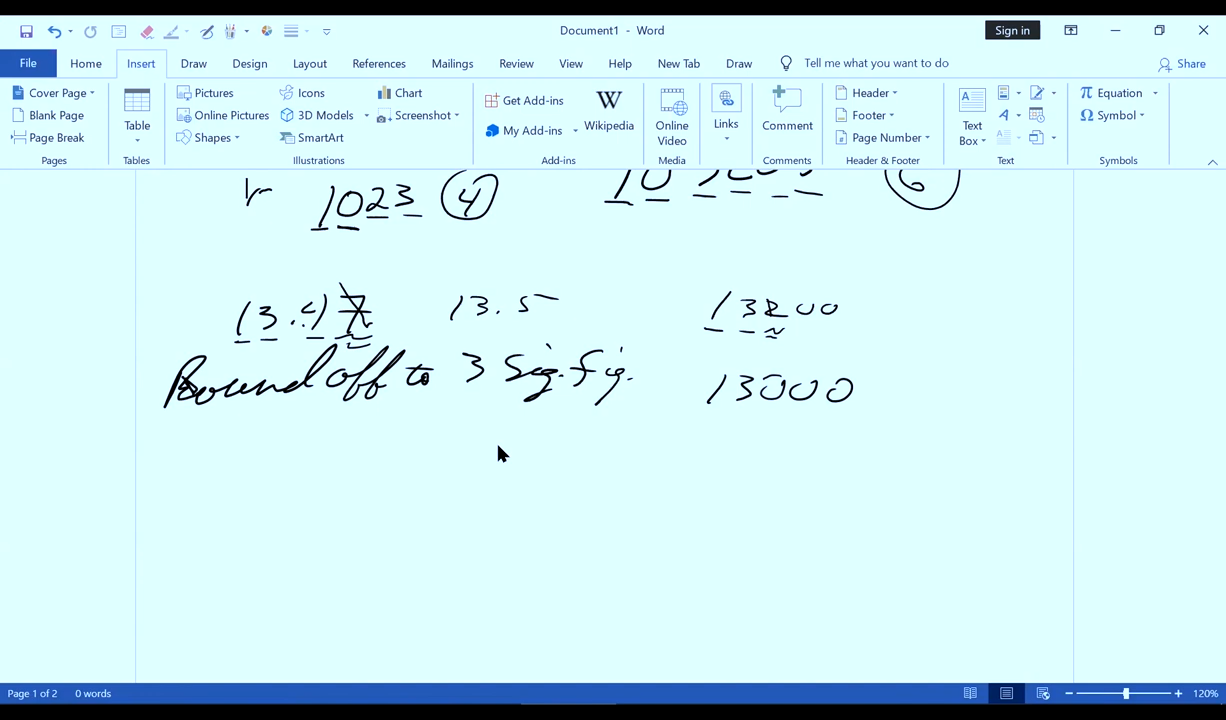 Document1 - Word
Sign in
File Home Insert Draw Design Layout References Mailings Review View Help New Tab Draw Tell me what you want to do Share
Cover Page
Blank Page
Page Break
Pages
Table
Tables
Pictures
Online Pictures
Shapes
Icons
3D Models
SmartArt
Chart
Screenshot
Illustrations
Get Add-ins
My Add-ins
Wikipedia
Add-ins
Online Video
Media
Links
Comment
Comments
Header
Footer
Page Number
Header & Footer
Text Box
Text
Equation
Symbol
Symbols
1023 4 6
13.47 13.5 13200
Round off to 3 Sig. fig. 13000
Page 1 of 2 0 words 120%